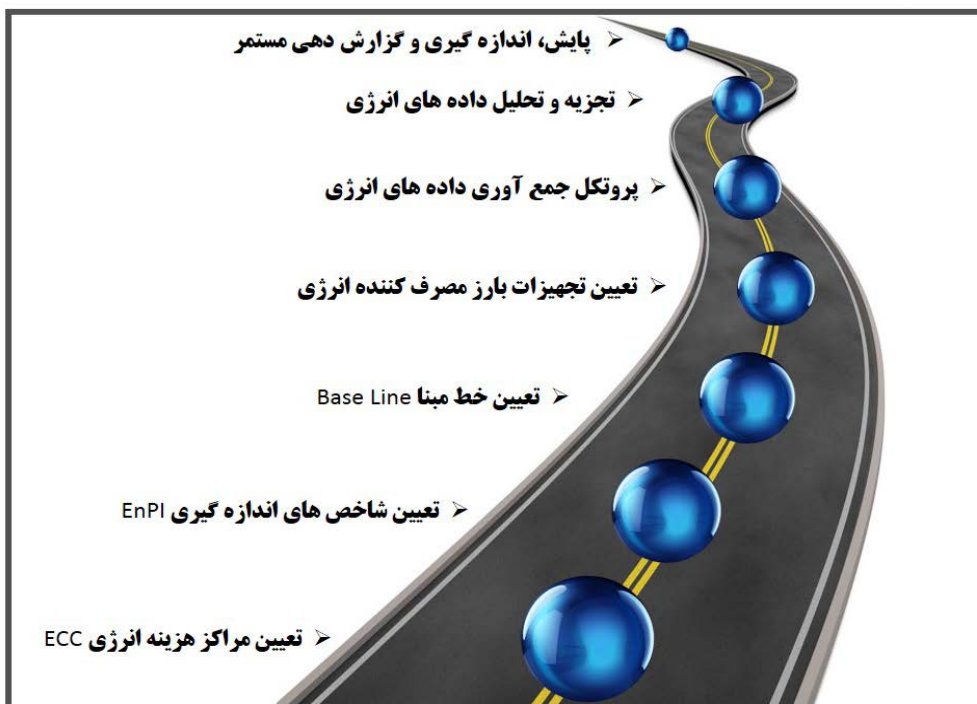 پایش، اندازه گیری و گزارش دهی مستمر
تجزیه و تحلیل داده های انرژی
پروتکل جمع آوری داده های انرژی
تعیین تجهیزات بارز مصرف کننده انرژی
تعیین خط مبنا Base Line
تعیین شاخص های اندازه گیری EnPI
تعیین مراکز هزینه انرژی ECC